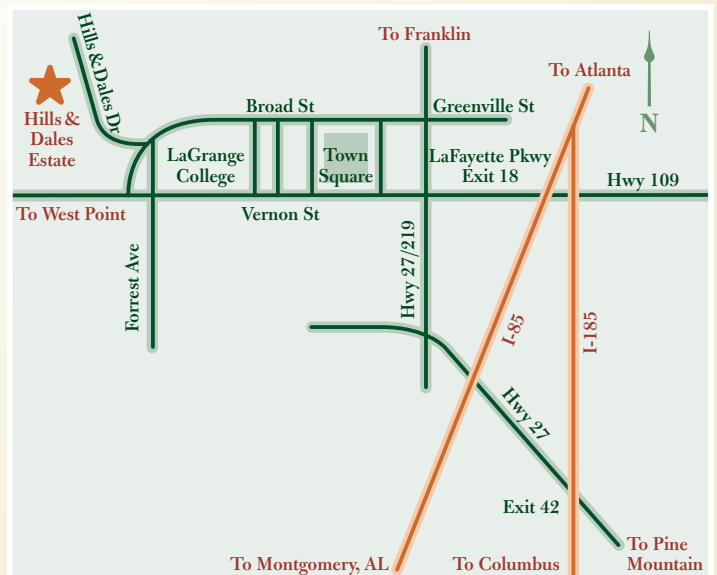 To Franklin
Hills & Dales Dr
To Atlanta
Broad St
Greenville St
Hills &
Dales
Estate
N
LaGrange
College
Town
Square
LaFayette Pkwy
Exit 18
Hwy 109
To West Point
Vernon St
Forrest Ave
Hwy 27/219
I-85
I-185
Hwy 27
Exit 42
To Montgomery, AL
To Columbus
To Pine
Mountain